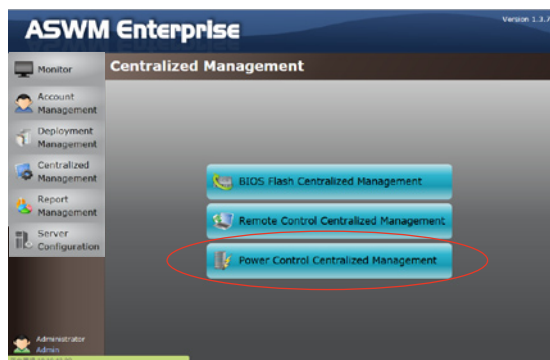 ASWM Enterprise
Version 1.3.7
Monitor
Centralized Management
Account
Management
Deployment
Management
Centralized
Management
Report
Management
Server
Configuration
BIOS Flash Centralized Management
Remote Control Centralized Management
Power Control Centralized Management
Administrator
Admin